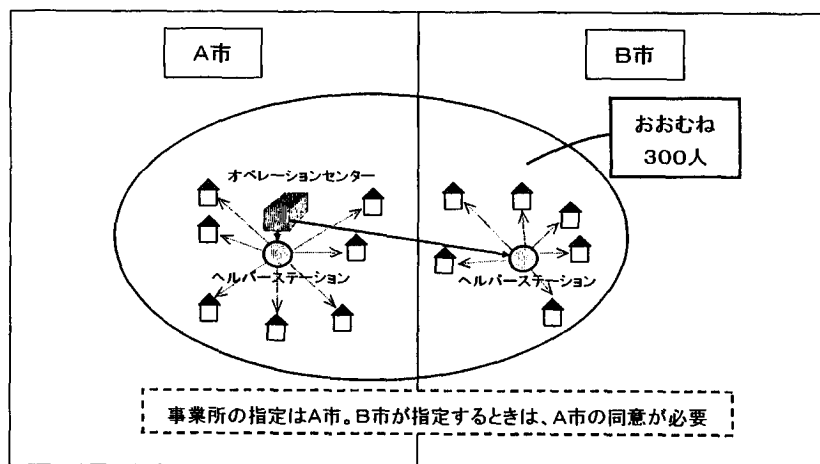 A市
B市
おおむね
300人
オペレーションセンター
ヘルパーステーション
ヘルパーステーション
事業所の指定はA市。B市が指定するときは、A市の同意が必要